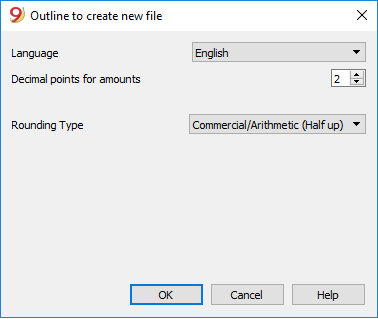 9 Outline to create new file
Language English
Decimal points for amounts 2
Rounding Type Commercial/Arithmetic (Half up)
OK Cancel Help